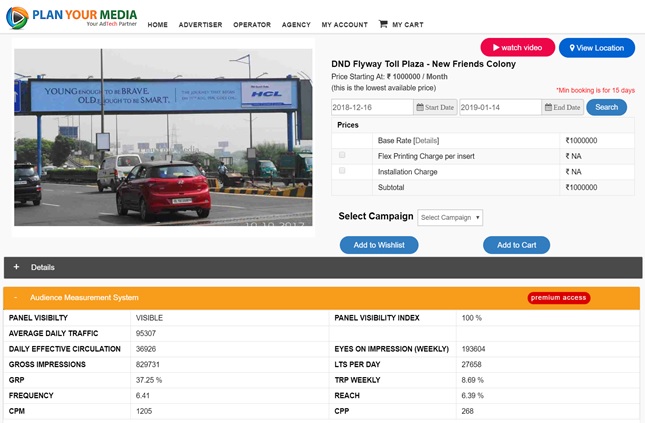 PLAN YOUR MEDIA
Your AdTech Partner
HOME ADVERTISER OPERATOR AGENCY MY ACCOUNT MY CART
watch video View Location
DND Flyway Toll Plaza - New Friends Colony
Price Starting At: ₹ 1000000 / Month
(this is the lowest available price)
*Min booking is for 15 days
2018-12-16 Start Date 2019-01-14 End Date Search
Prices
Base Rate [Details] ₹1000000
Flex Printing Charge per insert ₹ NA
Installation Charge ₹ NA
Subtotal ₹1000000
Select Campaign Select Campaign
Add to Wishlist Add to Cart
YOUNG ENOUGH TO BE BRAVE.
OLD ENOUGH TO BE SMART.
HCL
10 10 2017
+ Details
- Audience Measurement System premium access
PANEL VISIBILTY VISIBLE PANEL VISIBILITY INDEX 100 %
AVERAGE DAILY TRAFFIC 95307
DAILY EFFECTIVE CIRCULATION 36926 EYES ON IMPRESSION (WEEKLY) 193604
GROSS IMPRESSIONS 829731 LTS PER DAY 27658
GRP 37.25 % TRP WEEKLY 8.69 %
FREQUENCY 6.41 REACH 6.39 %
CPM 1205 CPP 268